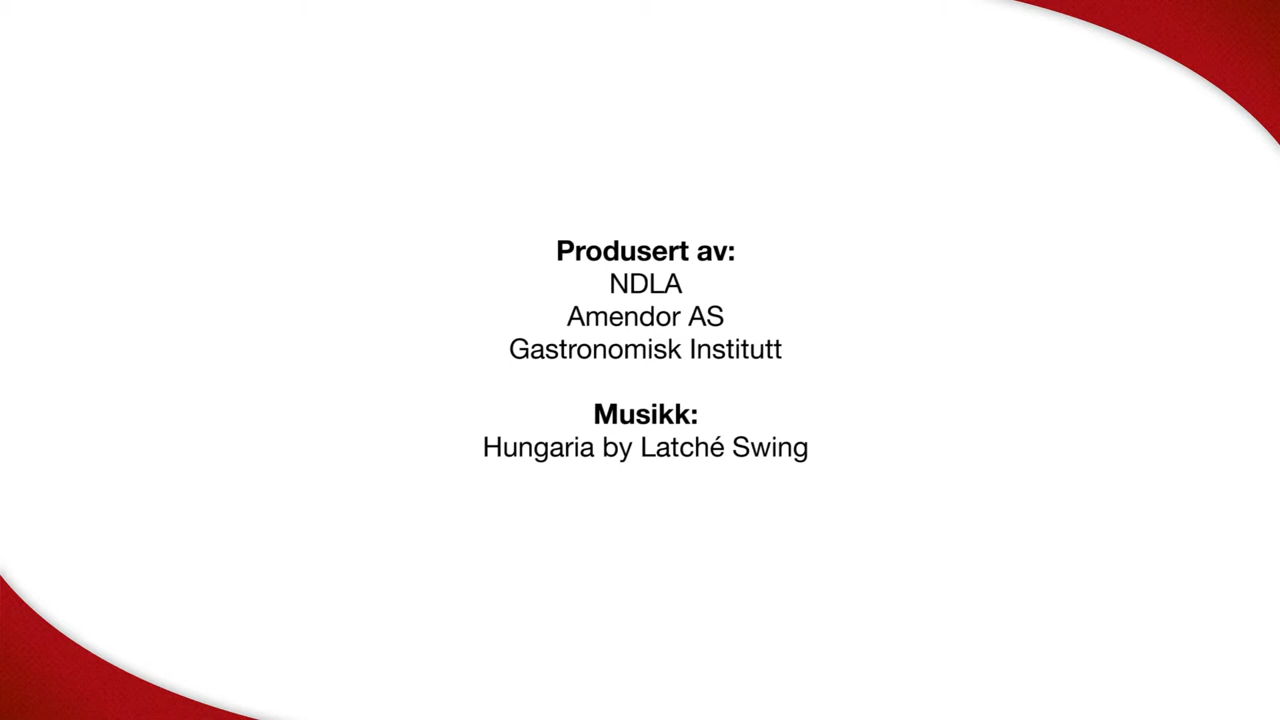 Produsert av:
NDLA
Amendor AS
Gastronomisk Institutt
Musikk:
Hungaria by Latché Swing